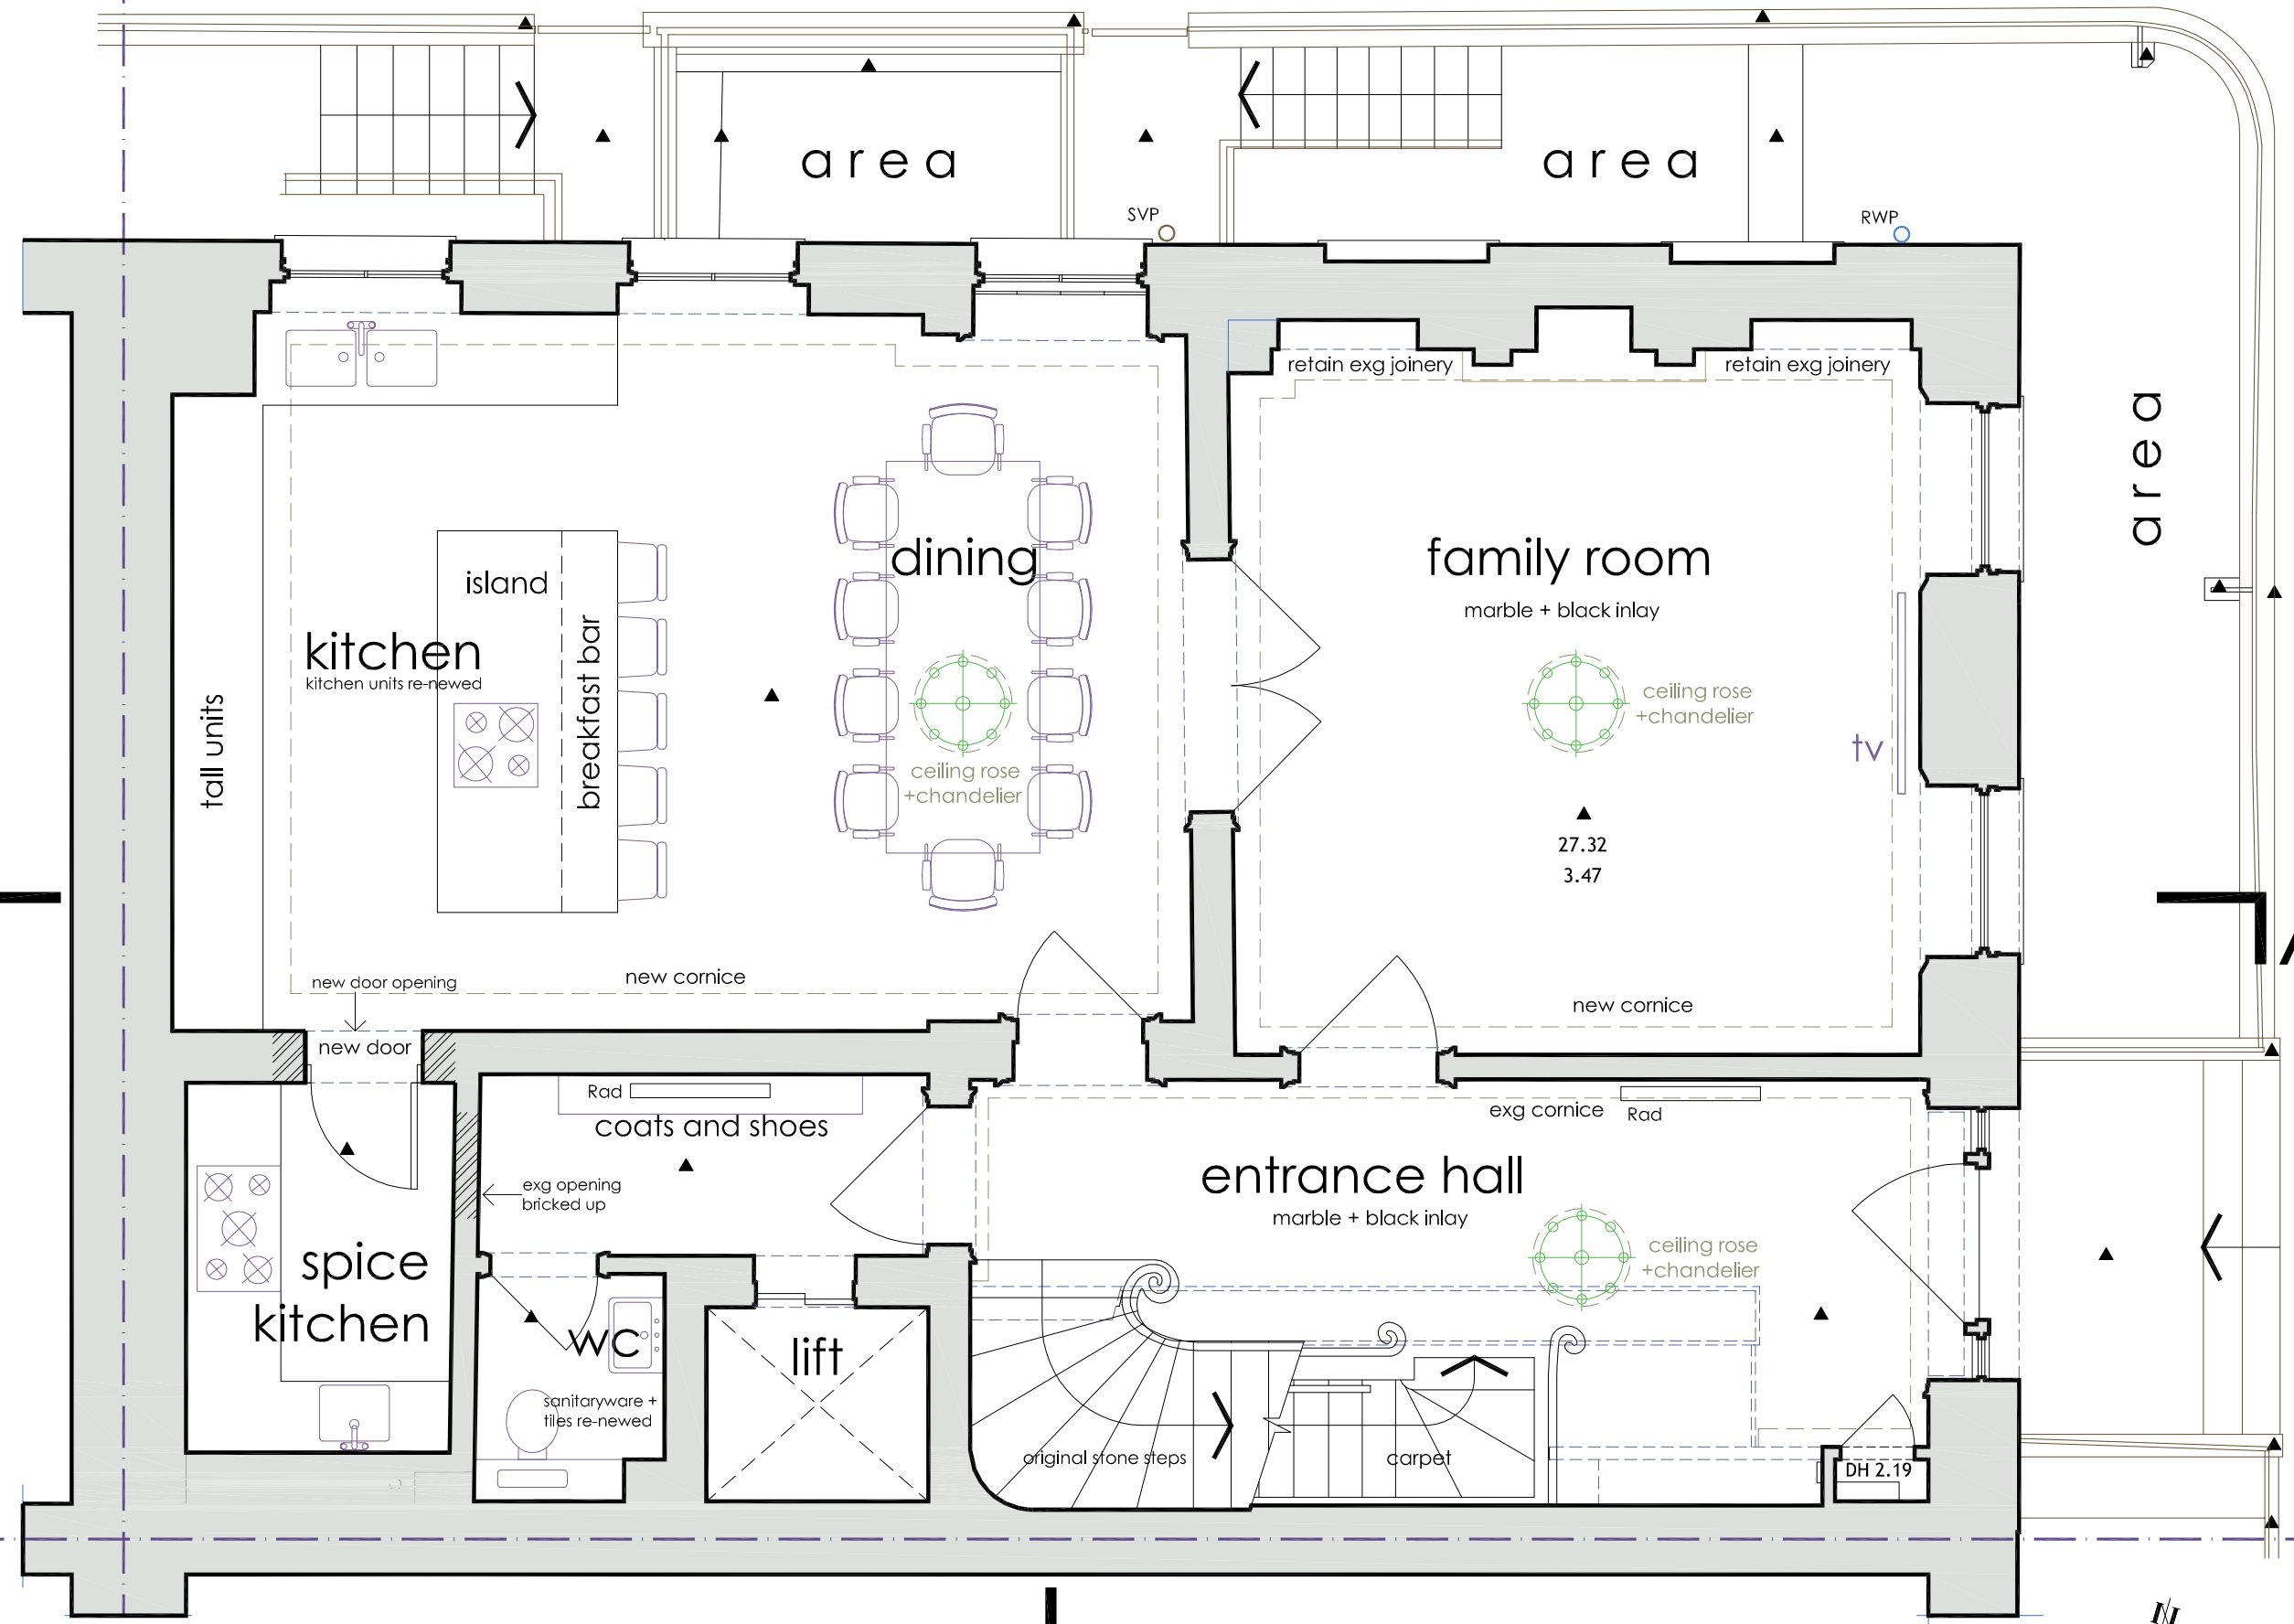 area
area
SVP
RWP
retain exg joinery
retain exg joinery
area
dining
family room
marble + black inlay
island
kitchen
kitchen units re-newed
breakfast bar
tall units
ceiling rose
+chandelier
ceiling rose
+chandelier
tv
27.32
3.47
new door opening
new cornice
new cornice
new door
Rad
coats and shoes
exg cornice
Rad
entrance hall
marble + black inlay
exg opening
bricked up
spice
kitchen
wc
lift
ceiling rose
+chandelier
sanitaryware +
tiles re-newed
original stone steps
carpet
DH 2.19
N